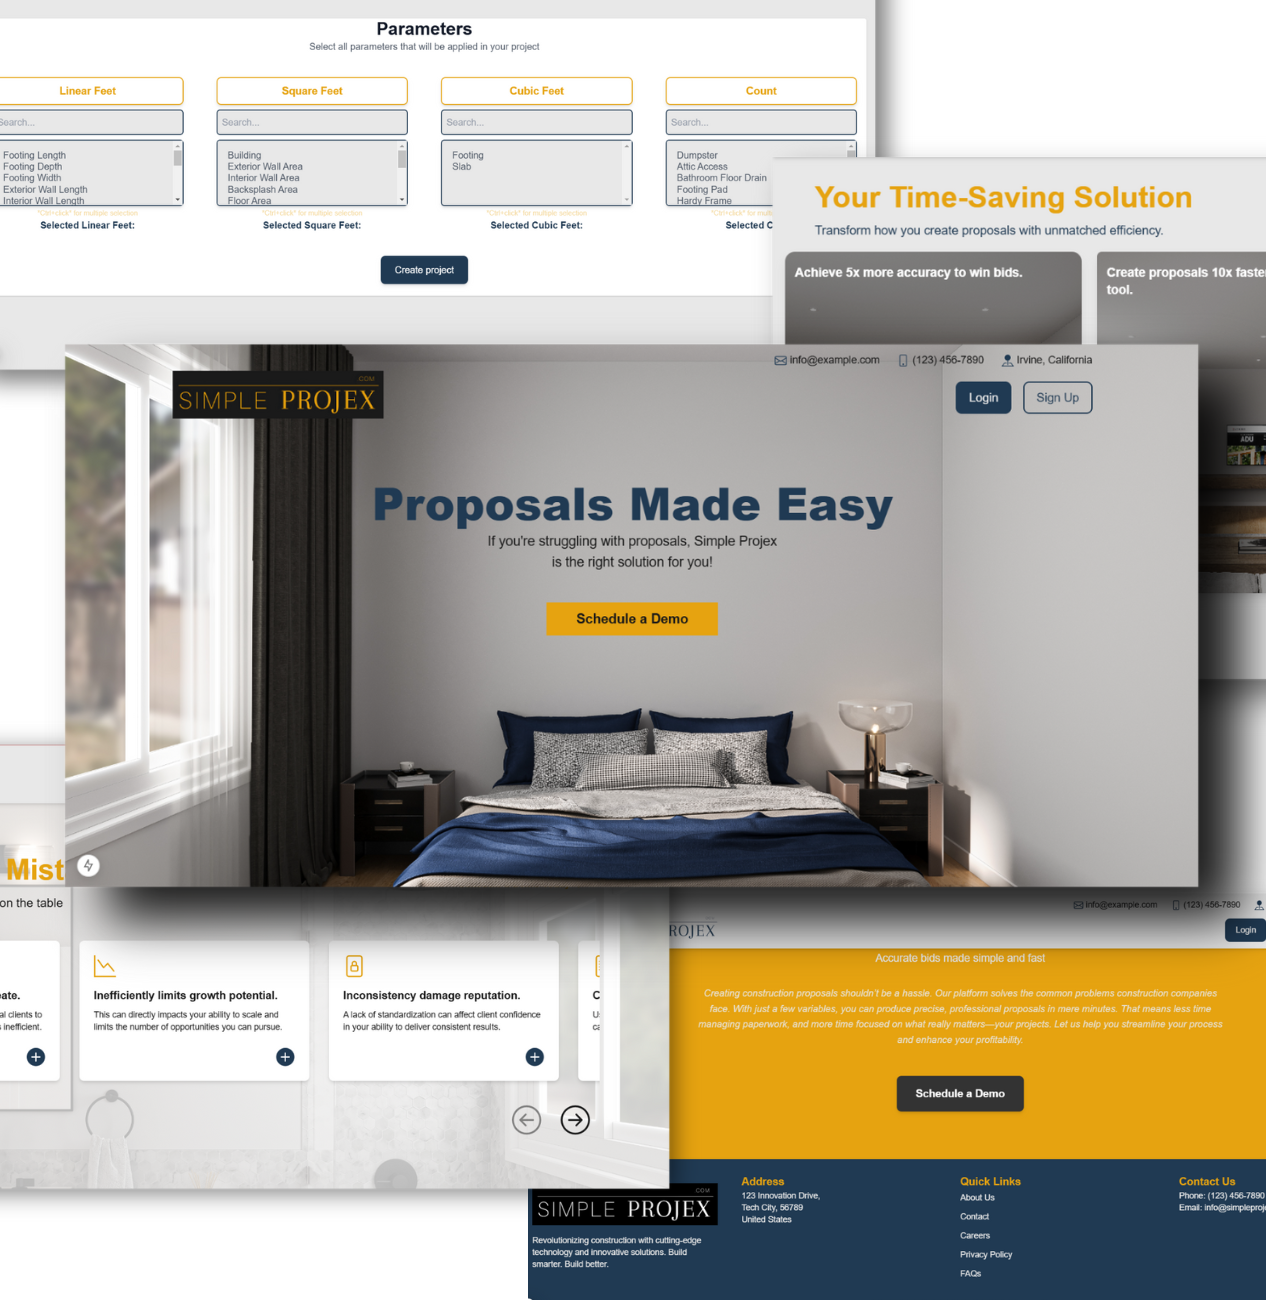 Parameters
Select all parameters that will be applied in your project
Linear Feet
Search...
Footing Length
Footing Depth
Footing Width
Exterior Wall Length
Interior Wall Length
"Ctrl+click" for multiple selection
Selected Linear Feet:
Square Feet
Search...
Building
Exterior Wall Area
Interior Wall Area
Backsplash Area
Floor Area
"Ctrl+click" for multiple selection
Selected Square Feet:
Cubic Feet
Search...
Footing
Slab
"Ctrl+click" for multiple selection
Selected Cubic Feet:
Count
Search...
Dumpster
Attic Access
Bathroom Floor Drain
Footing Pad
Hardy Frame
"Ctrl+click" for mult
Selected C
Create project
Your Time-Saving Solution
Transform how you create proposals with unmatched efficiency.
Achieve 5x more accuracy to win bids.
Create proposals 10x faster
tool.
ADU
info@example.com
(123) 456-7890
Irvine, California
.COM
SIMPLE PROJEX
Login
Sign Up
Proposals Made Easy
If you're struggling with proposals, Simple Projex
is the right solution for you!
Schedule a Demo
Mist
on the table
ate.
al clients to
inefficient.
Inefficiently limits growth potential.
This can directly impacts your ability to scale and
limits the number of opportunities you can pursue.
Inconsistency damage reputation.
A lack of standardization can affect client confidence
in your ability to deliver consistent results.
C
U
ca
info@example.com
(123) 456-7890
ROJEX
Login
Accurate bids made simple and fast
Creating construction proposals shouldn't be a hassle. Our platform solves the common problems construction companies
face. With just a few variables, you can produce precise, professional proposals in mere minutes. That means less time
managing paperwork, and more time focused on what really matters—your projects. Let us help you streamline your process
and enhance your profitability.
Schedule a Demo
.COM
SIMPLE PROJEX
Revolutionizing construction with cutting-edge
technology and innovative solutions. Build
smarter. Build better.
Address
123 Innovation Drive,
Tech City, 56789
United States
Quick Links
About Us
Contact
Careers
Privacy Policy
FAQs
Contact Us
Phone: (123) 456-7890
Email: info@simpleproj